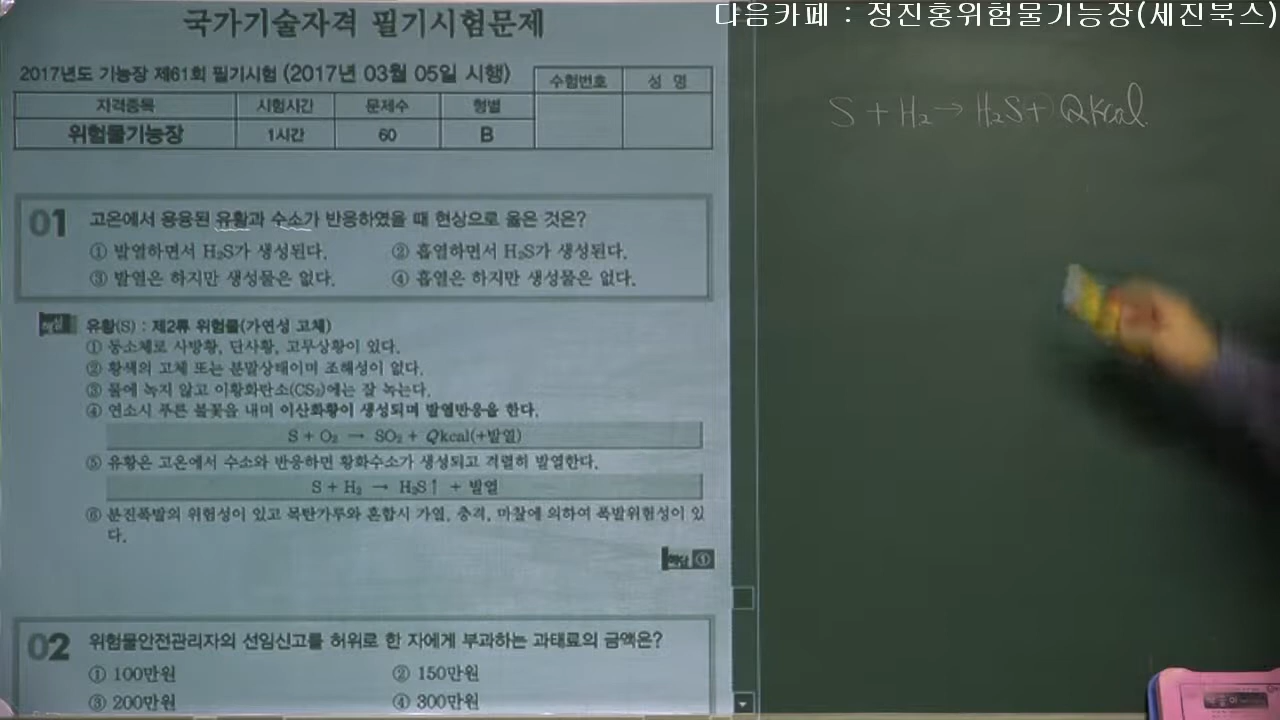 다음카페 : 정진홍위험물기능장(세진북스)
국가기술자격 필기시험문제
2017년도 기능장 제61회 필기시험 (2017년 03월 05일 시행)
수험번호 성 명
자격종목 시험시간 문제수 형별
위험물기능장 1시간 60 B
S + H₂ → H₂S + Qkcal
01 고온에서 용융된 유황과 수소가 반응하였을 때 현상으로 옳은 것은?
① 발열하면서 H₂S가 생성된다. ② 흡열하면서 H₂S가 생성된다.
③ 발열은 하지만 생성물은 없다. ④ 흡열은 하지만 생성물은 없다.
유황(S) : 제2류 위험물(가연성 고체)
① 동소체로 사방황, 단사황, 고무상황이 있다.
② 황색의 고체 또는 분말상태이며 조해성이 없다.
③ 물에 녹지 않고 이황화탄소(CS₂)에는 잘 녹는다.
④ 연소시 푸른 불꽃을 내며 이산화황이 생성되며 발열반응을 한다.
S + O₂ → SO₂ + Qkcal(+발열)
⑤ 유황은 고온에서 수소와 반응하면 황화수소가 생성되고 격렬히 발열한다.
S + H₂ → H₂S↑ + 발열
⑥ 분진폭발의 위험성이 있고 목탄가루와 혼합시 가열, 충격, 마찰에 의하여 폭발위험성이 있
다.
①
02 위험물안전관리자의 선임신고를 허위로 한 자에게 부과하는 과태료의 금액은?
① 100만원 ② 150만원
③ 200만원 ④ 300만원